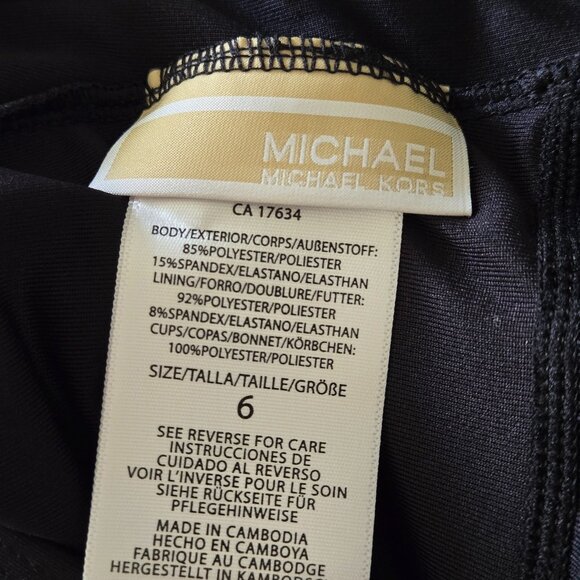 MICHAEL
MICHAEL KORS
CA 17634
BODY/EXTERIOR/CORPS/AUßENSTOFF:
85%POLYESTER/POLIESTER
15%SPANDEX/ELASTANO/ELASTHAN
LINING/FORRO/DOUBLURE/FUTTER:
92%POLYESTER/POLIESTER
8%SPANDEX/ELASTANO/ELASTHAN
CUPS/COPAS/BONNET/KÖRBCHEN:
100%POLYESTER/POLIESTER
SIZE/TALLA/TAILLE/GRÖßE
6
SEE REVERSE FOR CARE
INSTRUCCIONES DE
CUIDADO AL REVERSO
VOIR L'INVERSE POUR LE SOIN
SIEHE RÜCKSEITE FÜR
PFLEGEHINWEISE
MADE IN CAMBODIA
HECHO EN CAMBOYA
FABRIQUE AU CAMBODGE
HERGESTELLT IN KAMBODS